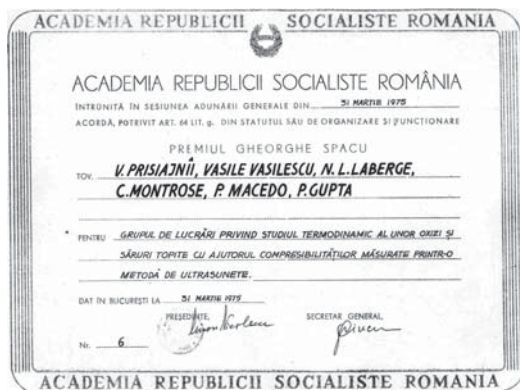 ACADEMIA REPUBLICII SOCIALISTE ROMANIA
ACADEMIA REPUBLICII SOCIALISTE ROMÂNIA
ÎNTRUNITĂ ÎN SESIUNEA ADUNĂRII GENERALE DIN 31 MARTIE 1975
ACORDĂ, POTRIVIT ART. 64 LIT. g. DIN STATUTUL SĂU DE ORGANIZARE ȘI FUNCȚIONARE
PREMIUL GHEORGHE SPACU
TOV. V. PRISIAJNÎI, VASILE VASILESCU, N. L. LABERGE,
C. MONTROSE, P. MACEDO, P. GUPTA
PENTRU GRUPUL DE LUCRĂRI PRIVIND STUDIUL TERMODINAMIC AL UNOR OXIZI ȘI
SĂRURI TOPITE CU AJUTORUL COMPRESIBILITĂȚILOR MĂSURATE PRINTR-O
METODĂ DE ULTRASUNETE.
DAT ÎN BUCUREȘTI LA 31 MARTIE 1975
PREȘEDINTE, SECRETAR GENERAL,
Nr. 6
ACADEMIA REPUBLICII SOCIALISTE ROMANIA